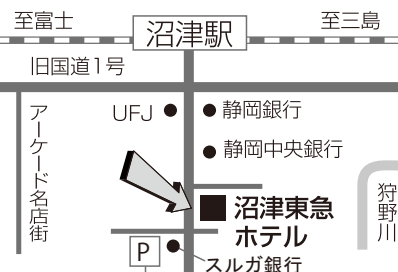 至富士
沼津駅
至三島
旧国道1号
UFJ
静岡銀行
静岡中央銀行
アーケード名店街
沼津東急
ホテル
狩野川
P
スルガ銀行